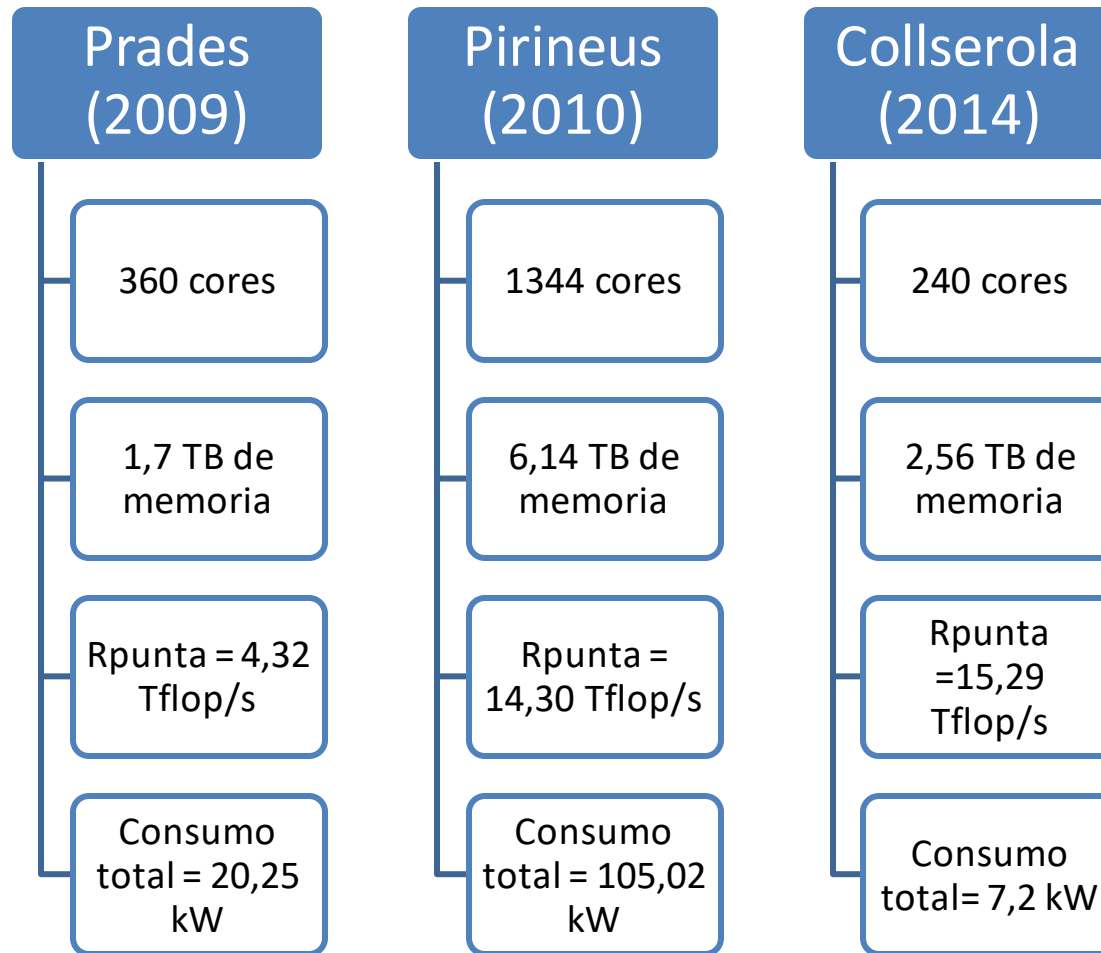 Prades
(2009)
360 cores
1,7 TB de
memoria
Rpunta = 4,32
Tflop/s
Consumo
total = 20,25
kW
Pirineus
(2010)
1344 cores
6,14 TB de
memoria
Rpunta =
14,30 Tflop/s
Consumo
total = 105,02
kW
Collserola
(2014)
240 cores
2,56 TB de
memoria
Rpunta
=15,29
Tflop/s
Consumo
total= 7,2 kW